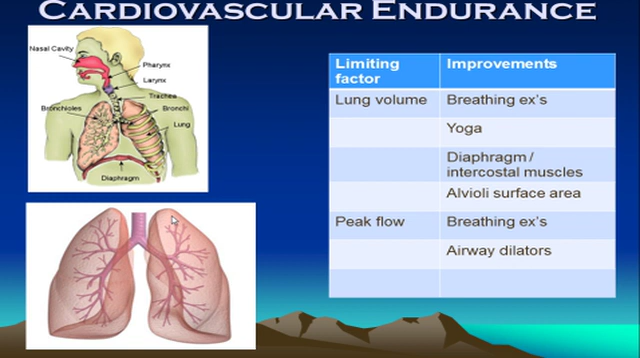 CARDIOVASCULAR ENDURANCE
Nasal Cavity
Pharynx
Larynx
Trachea
Bronchioles
Bronchi
Lung
Diaphragm
Limiting factor
Improvements
Lung volume
Breathing ex's
Yoga
Diaphragm /
intercostal muscles
Alvioli surface area
Peak flow
Breathing ex's
Airway dilators